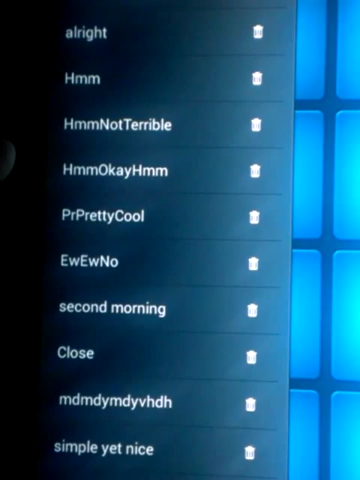 alright
Hmm
HmmNotTerrible
HmmOkayHmm
PrPrettyCool
EwEwNo
second morning
Close
mdmdymdyvhdh
simple yet nice